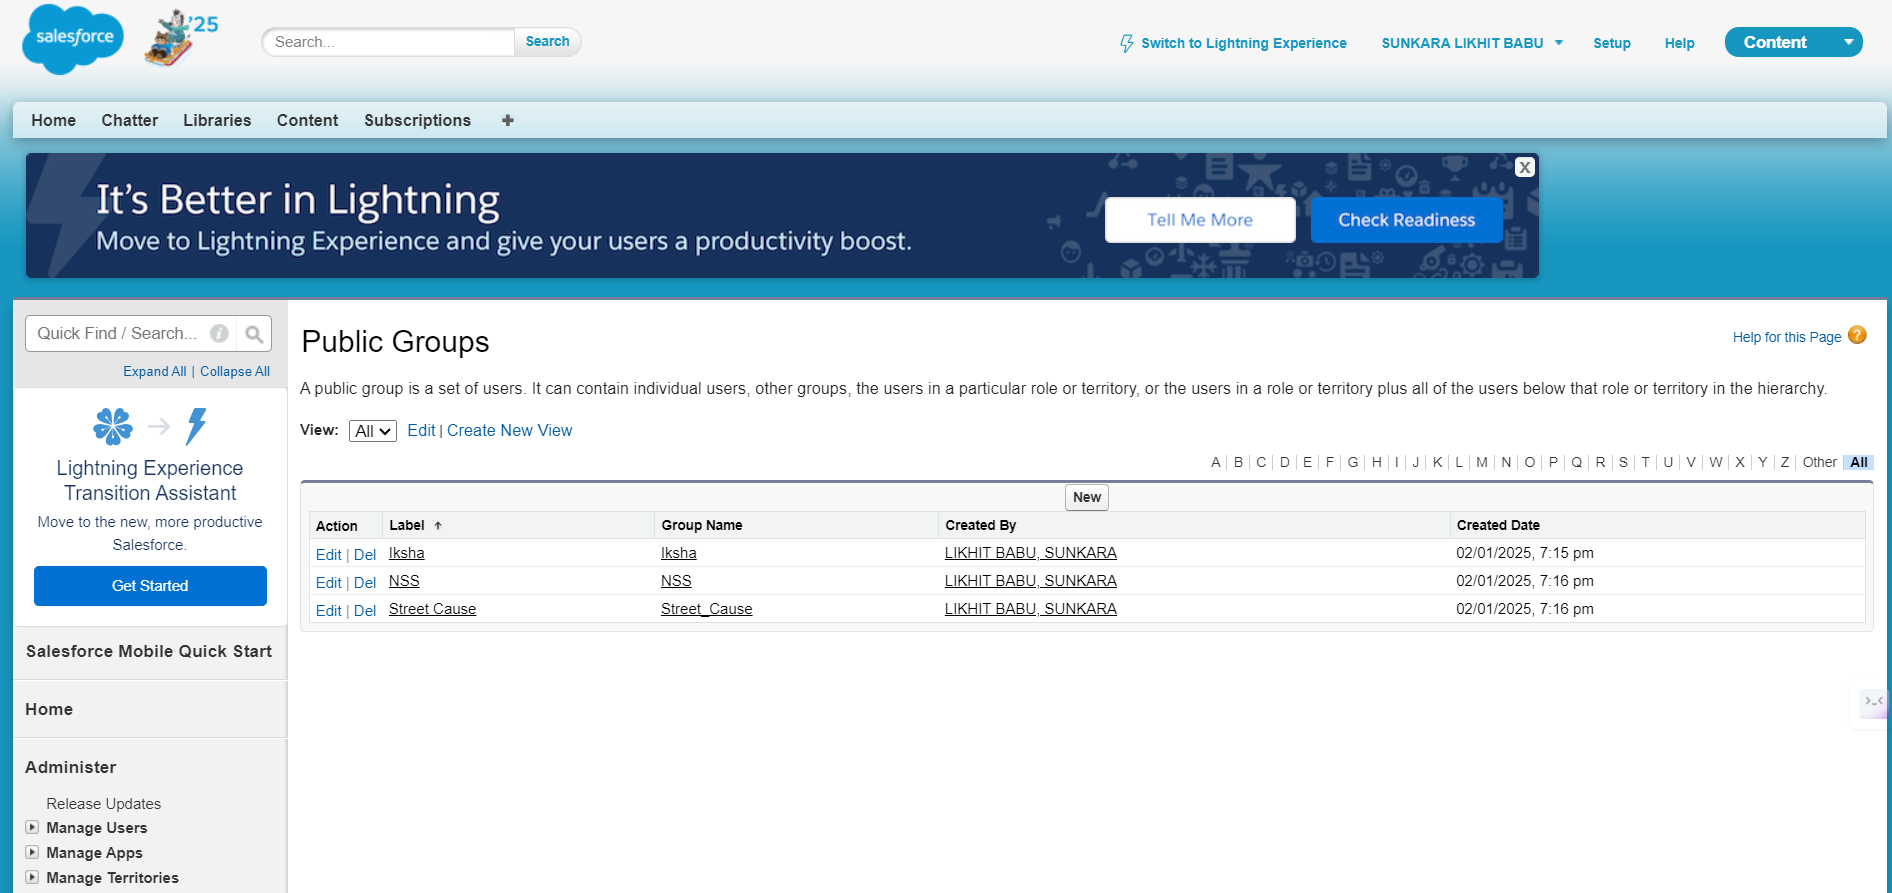 salesforce
'25
Search...
Search
Switch to Lightning Experience
SUNKARA LIKHIT BABU
Setup
Help
Content
Home
Chatter
Libraries
Content
Subscriptions
It's Better in Lightning
Move to Lightning Experience and give your users a productivity boost.
Tell Me More
Check Readiness
X
Quick Find / Search...
i
Expand All | Collapse All
Lightning Experience
Transition Assistant
Move to the new, more productive
Salesforce.
Get Started
Salesforce Mobile Quick Start
Home
Administer
Release Updates
Manage Users
Manage Apps
Manage Territories
Public Groups
Help for this Page ?
A public group is a set of users. It can contain individual users, other groups, the users in a particular role or territory, or the users in a role or territory plus all of the users below that role or territory in the hierarchy.
View: All Edit | Create New View
A | B | C | D | E | F | G | H | I | J | K | L | M | N | O | P | Q | R | S | T | U | V | W | X | Y | Z | Other All
New
Action Label Group Name Created By Created Date
Edit | Del Iksha Iksha LIKHIT BABU, SUNKARA 02/01/2025, 7:15 pm
Edit | Del NSS NSS LIKHIT BABU, SUNKARA 02/01/2025, 7:16 pm
Edit | Del Street Cause Street_Cause LIKHIT BABU, SUNKARA 02/01/2025, 7:16 pm